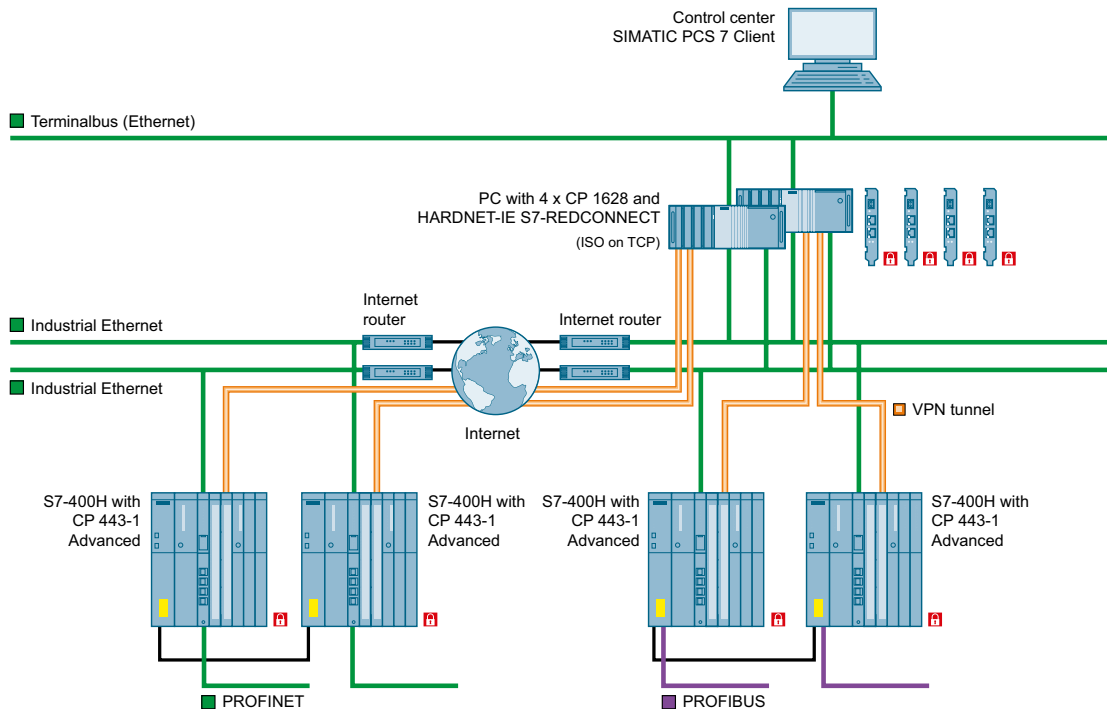 Control center
SIMATIC PCS 7 Client
Terminalbus (Ethernet)
PC with 4 x CP 1628 and
HARDNET-IE S7-REDCONNECT
(ISO on TCP)
Internet
router
Internet router
Industrial Ethernet
Industrial Ethernet
VPN tunnel
Internet
S7-400H with
CP 443-1
Advanced
S7-400H with
CP 443-1
Advanced
S7-400H with
CP 443-1
Advanced
S7-400H with
CP 443-1
Advanced
PROFINET
PROFIBUS